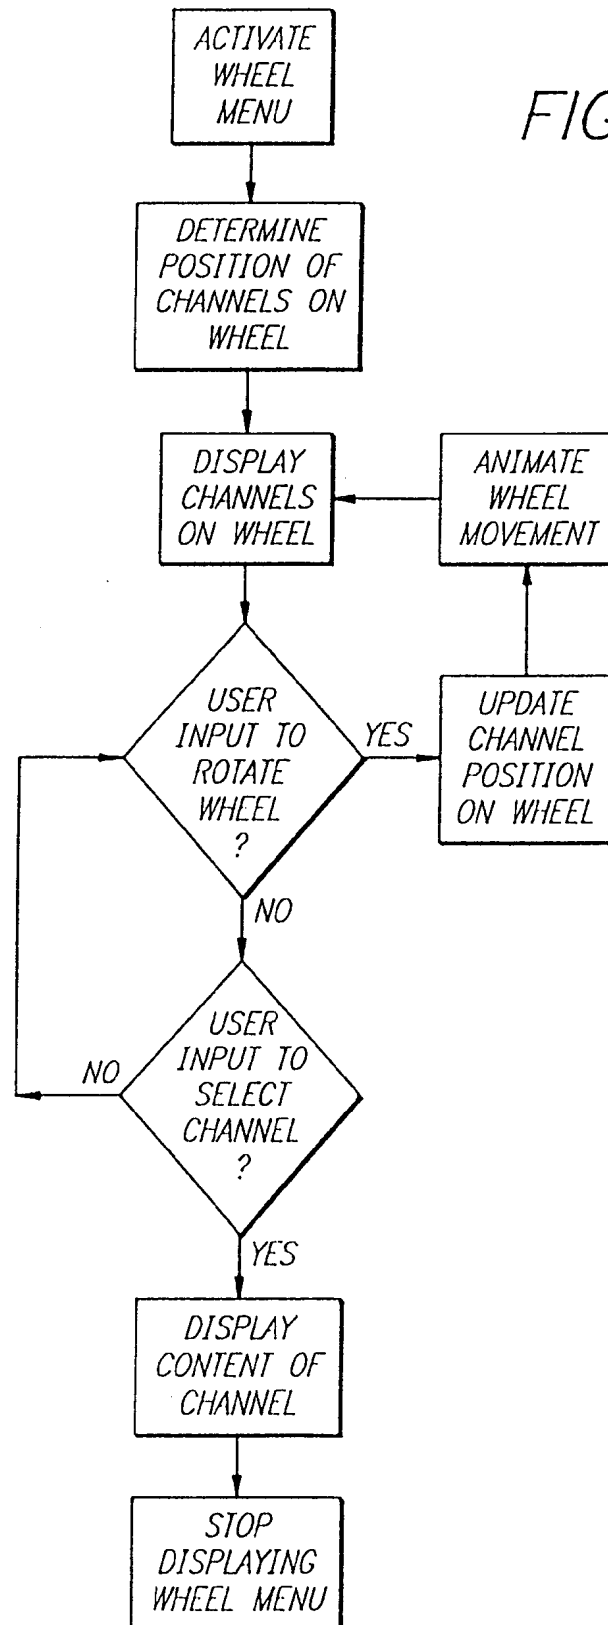 ACTIVATE
WHEEL
MENU
FIG
DETERMINE
POSITION OF
CHANNELS ON
WHEEL
DISPLAY
CHANNELS
ON WHEEL
ANIMATE
WHEEL
MOVEMENT
USER
INPUT TO
ROTATE
WHEEL
?
YES
UPDATE
CHANNEL
POSITION
ON WHEEL
NO
USER
INPUT TO
SELECT
CHANNEL
?
NO
YES
DISPLAY
CONTENT OF
CHANNEL
STOP
DISPLAYING
WHEEL MENU